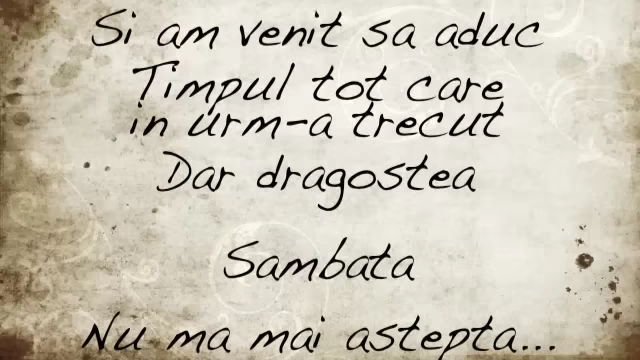 Si am venit sa aduc
Timpul tot care
in urm-a trecut
Dar dragostea
Sambata
Nu ma mai astepta...